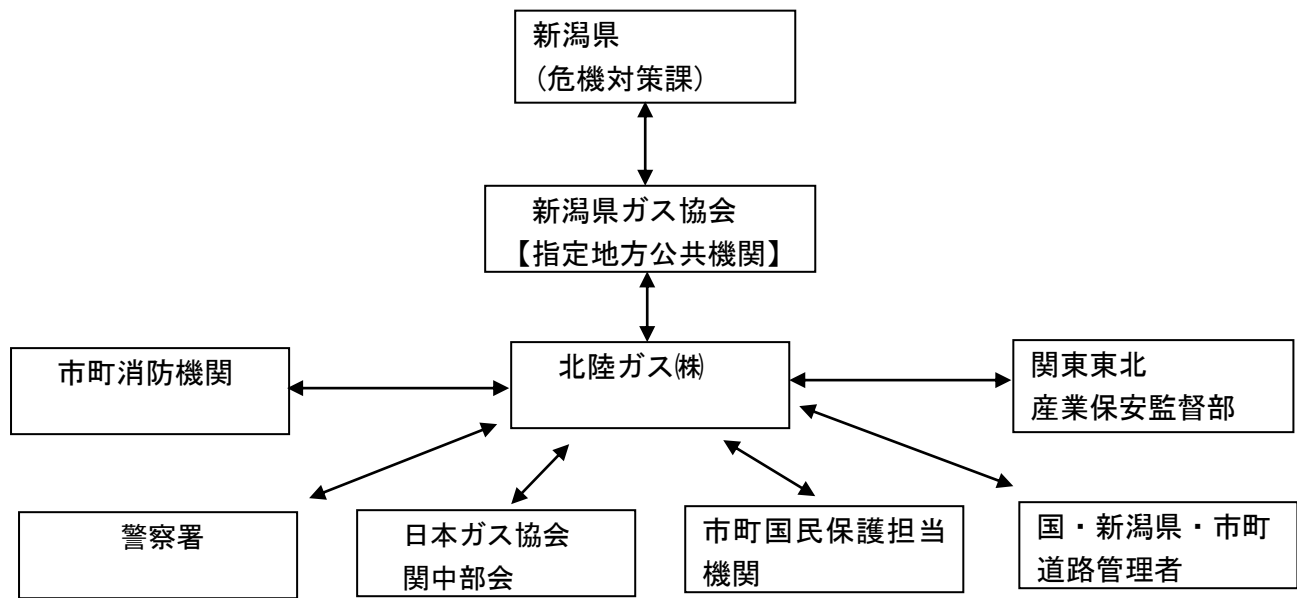 新潟県
(危機対策課)
新潟県ガス協会
【指定地方公共機関】
市町消防機関
北陸ガス㈱
関東東北
産業保安監督部
警察署
日本ガス協会
関中部会
市町国民保護担当
機関
国・新潟県・市町
道路管理者